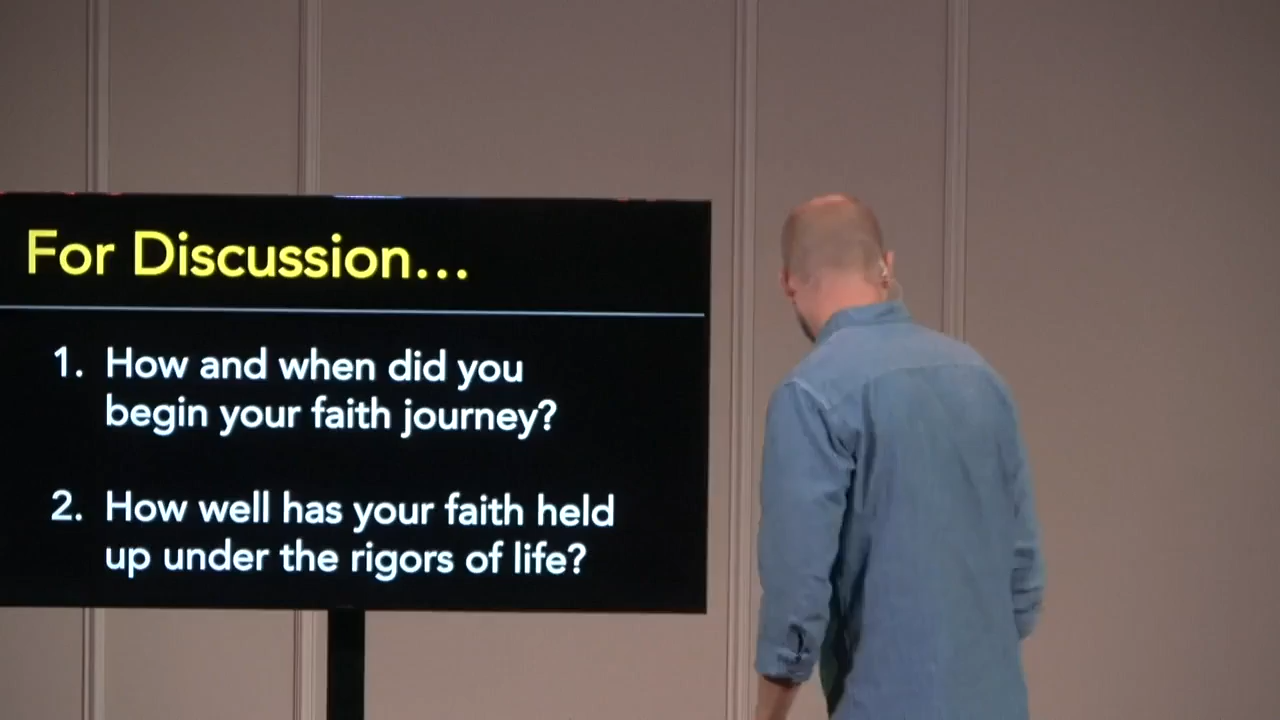 For Discussion...
1. How and when did you
begin your faith journey?
2. How well has your faith held
up under the rigors of life?